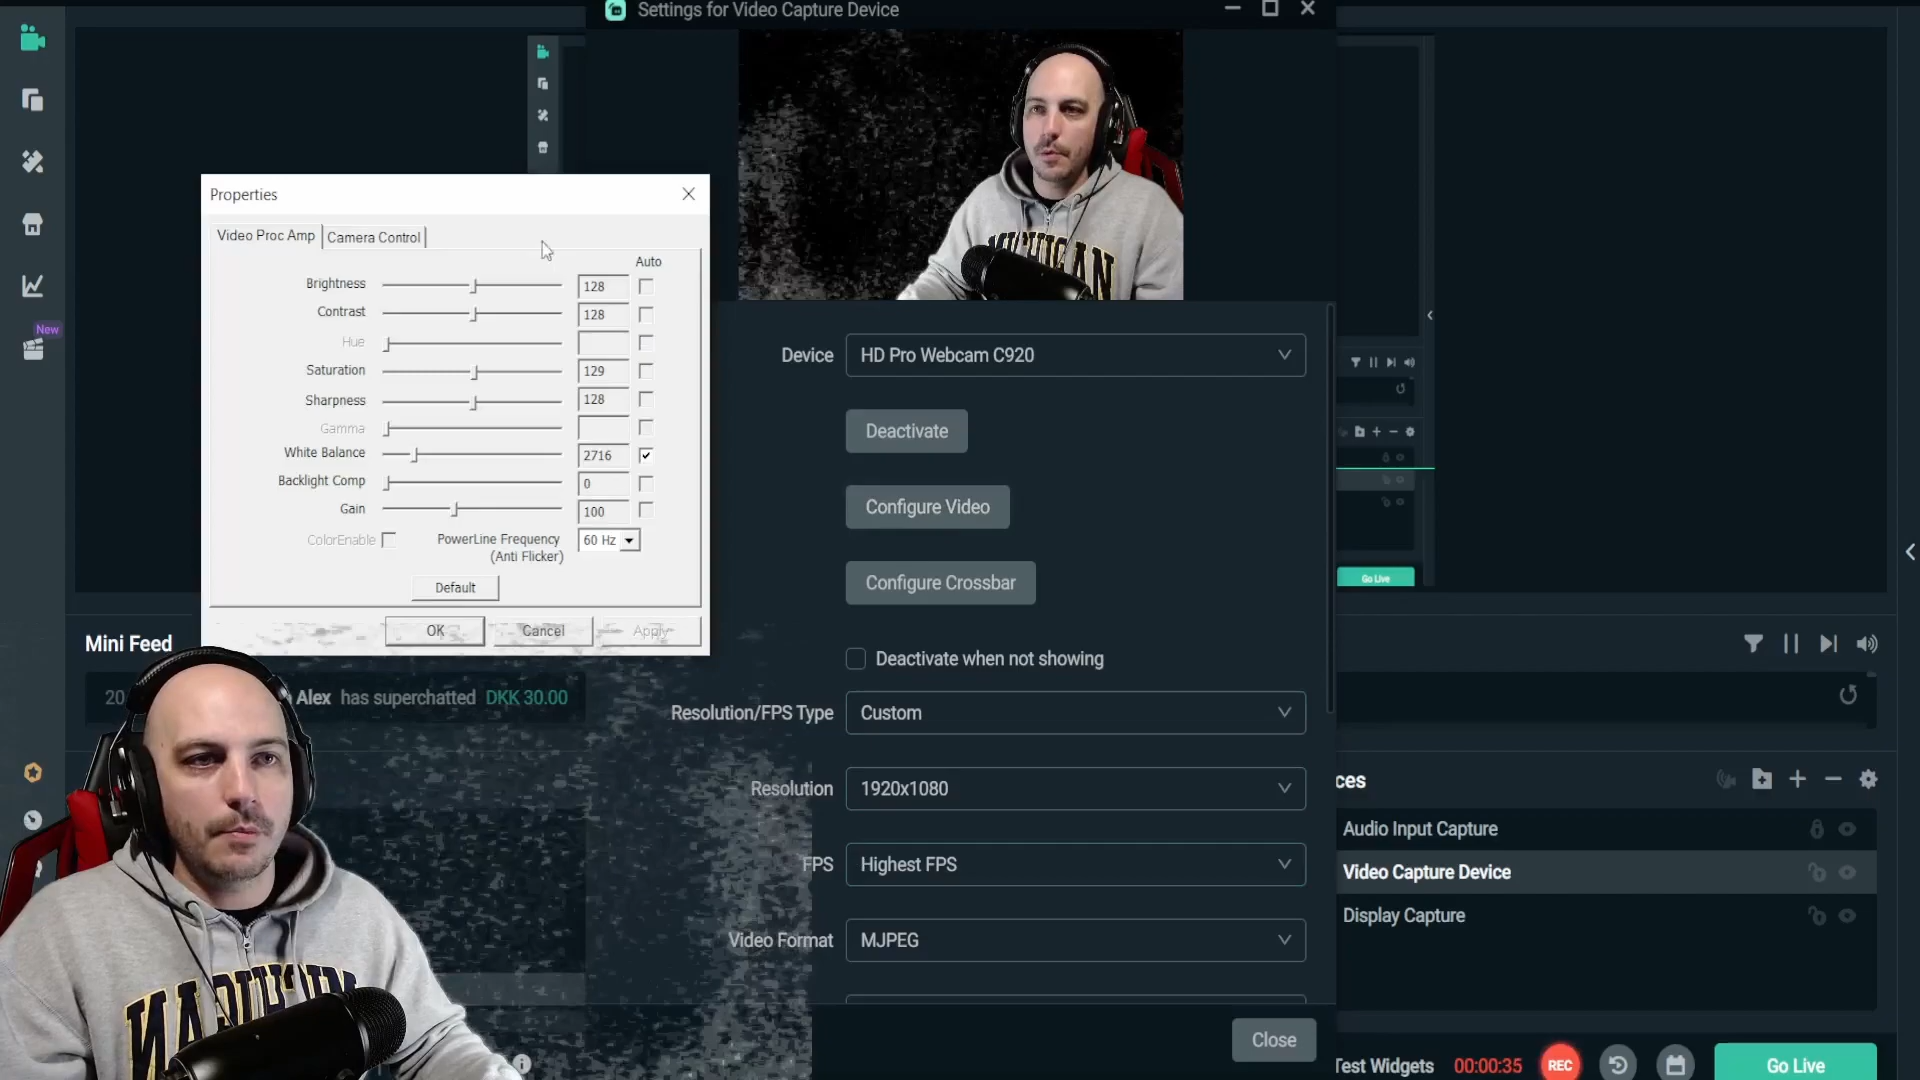 Settings for Video Capture Device
New
Properties
Video Proc Amp
Camera Control
Auto
Brightness 128
Contrast 128
Hue
Saturation 129
Sharpness 128
Gamma
White Balance 2716
Backlight Comp 0
Gain 100
ColorEnable
PowerLine Frequency 60 Hz
(Anti Flicker)
Default
OK Cancel Apply
MICHIGAN
Device HD Pro Webcam C920
Deactivate
Configure Video
Configure Crossbar
Deactivate when not showing
Resolution/FPS Type Custom
Resolution 1920x1080
FPS Highest FPS
Video Format MJPEG
Close
Go Live
Mini Feed
20 Alex has superchatted DKK 30.00
ces
Audio Input Capture
Video Capture Device
Display Capture
Test Widgets 00:00:35 REC Go Live
MICHIGAN